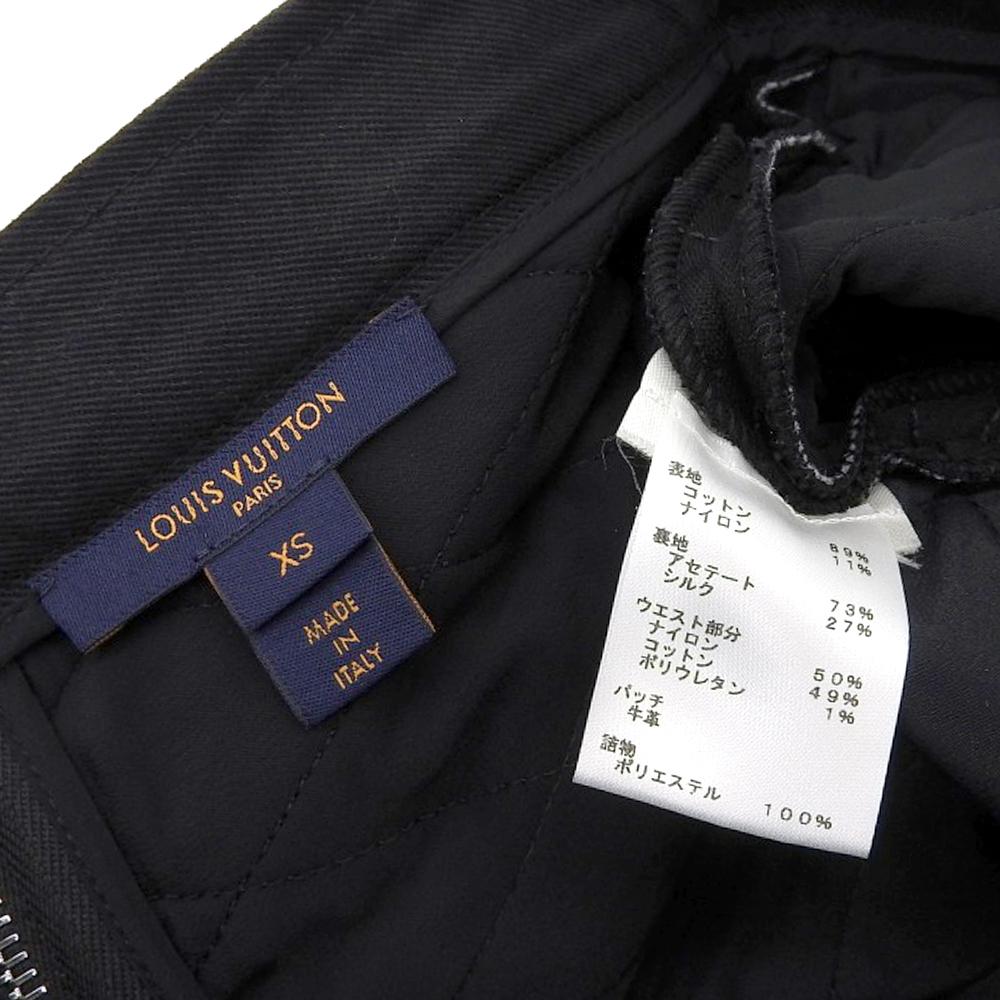 LOUIS VUITTON
PARIS
XS
MADE
IN
ITALY
表地
コットン 89%
ナイロン 11%
裏地
アセテート 73%
シルク 27%
ウエスト部分
ナイロン 50%
コットン 49%
ポリウレタン 1%
パッチ
牛革
詰物
ポリエステル 100%